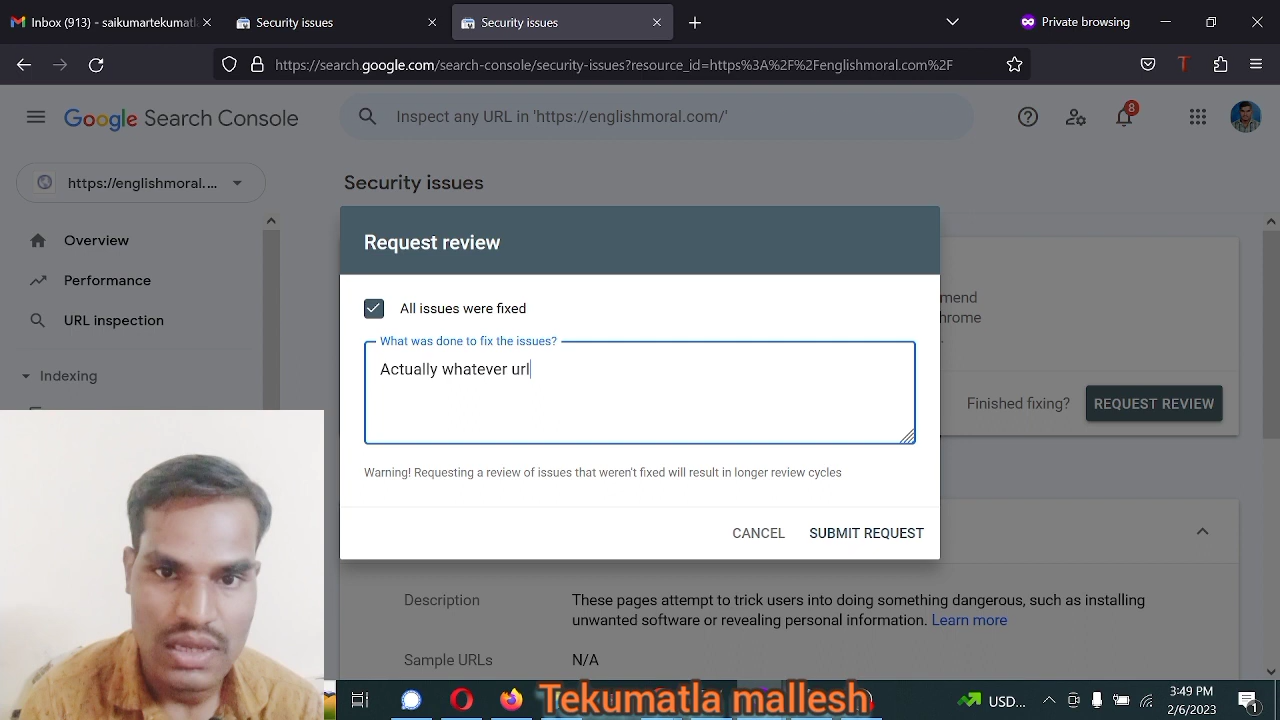 Inbox (913) - saikumartekumatl
Security issues
Security issues
Private browsing
https://search.google.com/search-console/security-issues?resource_id=https%3A%2F%2Fenglishmoral.com%2F
Google Search Console
Inspect any URL in 'https://englishmoral.com/'
8
https://englishmoral....
Security issues
Overview
Performance
URL inspection
Indexing
Request review
All issues were fixed
What was done to fix the issues?
Actually whatever url
Warning! Requesting a review of issues that weren't fixed will result in longer review cycles
CANCEL
SUBMIT REQUEST
mend
hrome
Finished fixing?
REQUEST REVIEW
Description
These pages attempt to trick users into doing something dangerous, such as installing
unwanted software or revealing personal information. Learn more
Sample URLs
N/A
Tekumatla mallesh
USD...
3:49 PM
2/6/2023
1